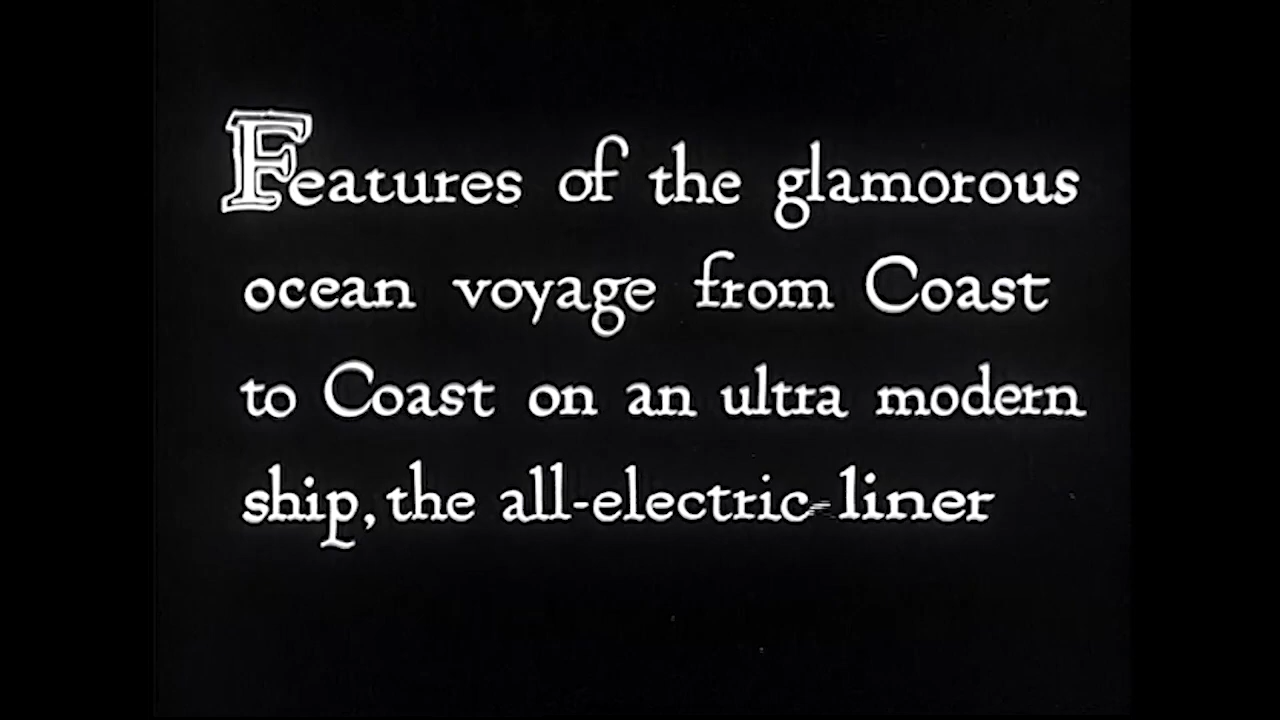 Features of the glamorous
ocean voyage from Coast
to Coast on an ultra modern
ship, the all-electric liner